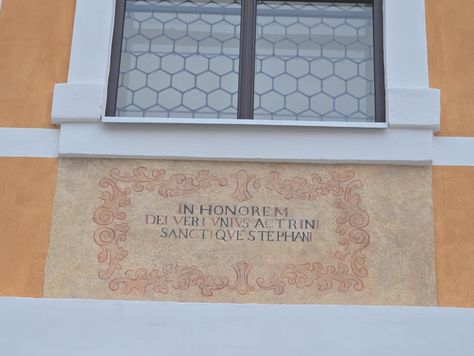 IN HONOREM
DEI VERI VNIVS AC TRINI
SANCTIQVE STEPHANI